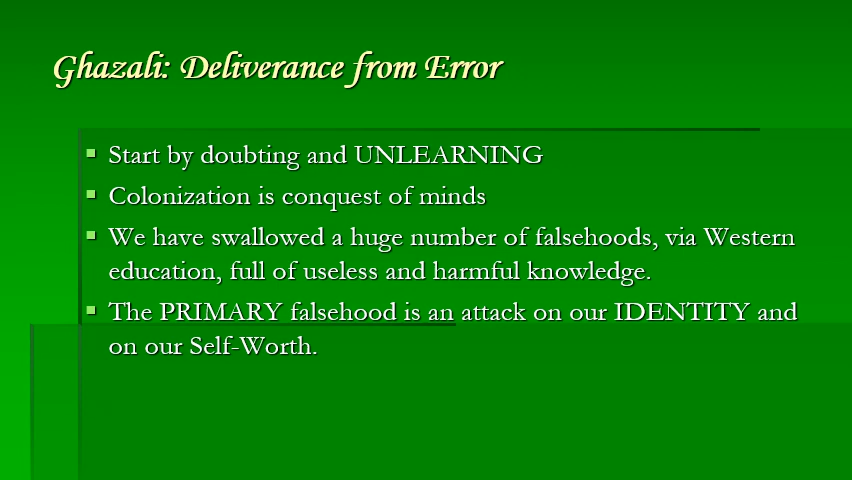 Ghazali: Deliverance from Error
Start by doubting and UNLEARNING
Colonization is conquest of minds
We have swallowed a huge number of falsehoods, via Western
education, full of useless and harmful knowledge.
The PRIMARY falsehood is an attack on our IDENTITY and
on our Self-Worth.